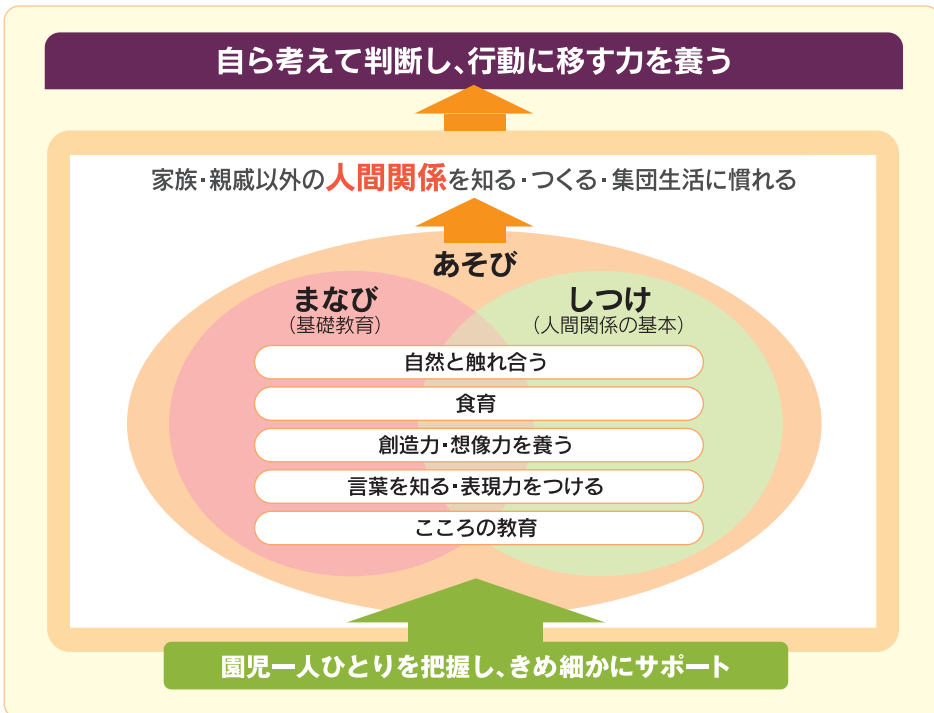 自ら考えて判断し、行動に移す力を養う
家族・親戚以外の人間関係を知る・つくる・集団生活に慣れる
あそび
まなび
（基礎教育）
しつけ
（人間関係の基本）
自然と触れ合う
食育
創造力・想像力を養う
言葉を知る・表現力をつける
こころの教育
園児一人ひとりを把握し、きめ細かにサポート